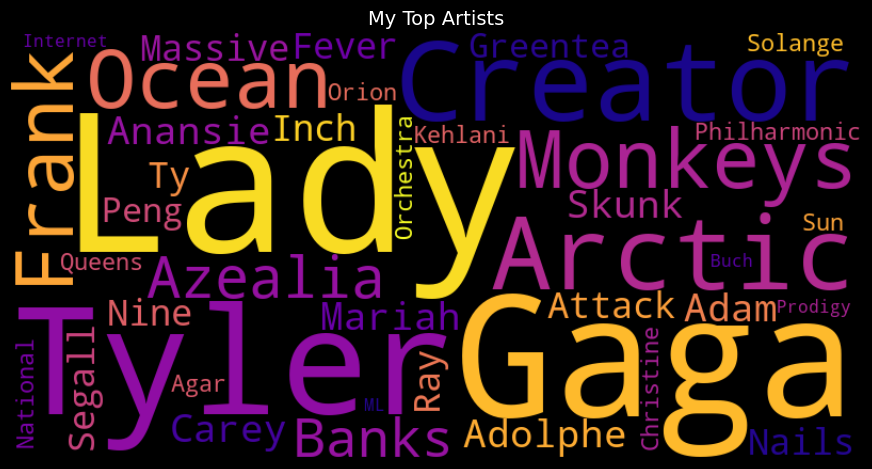 My Top Artists
Internet
Massive
Fever
Greentea
Solange
Frank
Ocean
Orion
Creator
Anansie
Inch
Orchestra
Kehlani
Philharmonic
Lady
Monkeys
Ty
Peng
Skunk
Sun
Queens
Azealia
Arctic
Buch
Tyler
Nine
Mariah
Gaga
Attack
Adam
Prodigy
National
Segall
Agar
ML
Ray
Christine
Carey
Banks
Adolphe
Nails